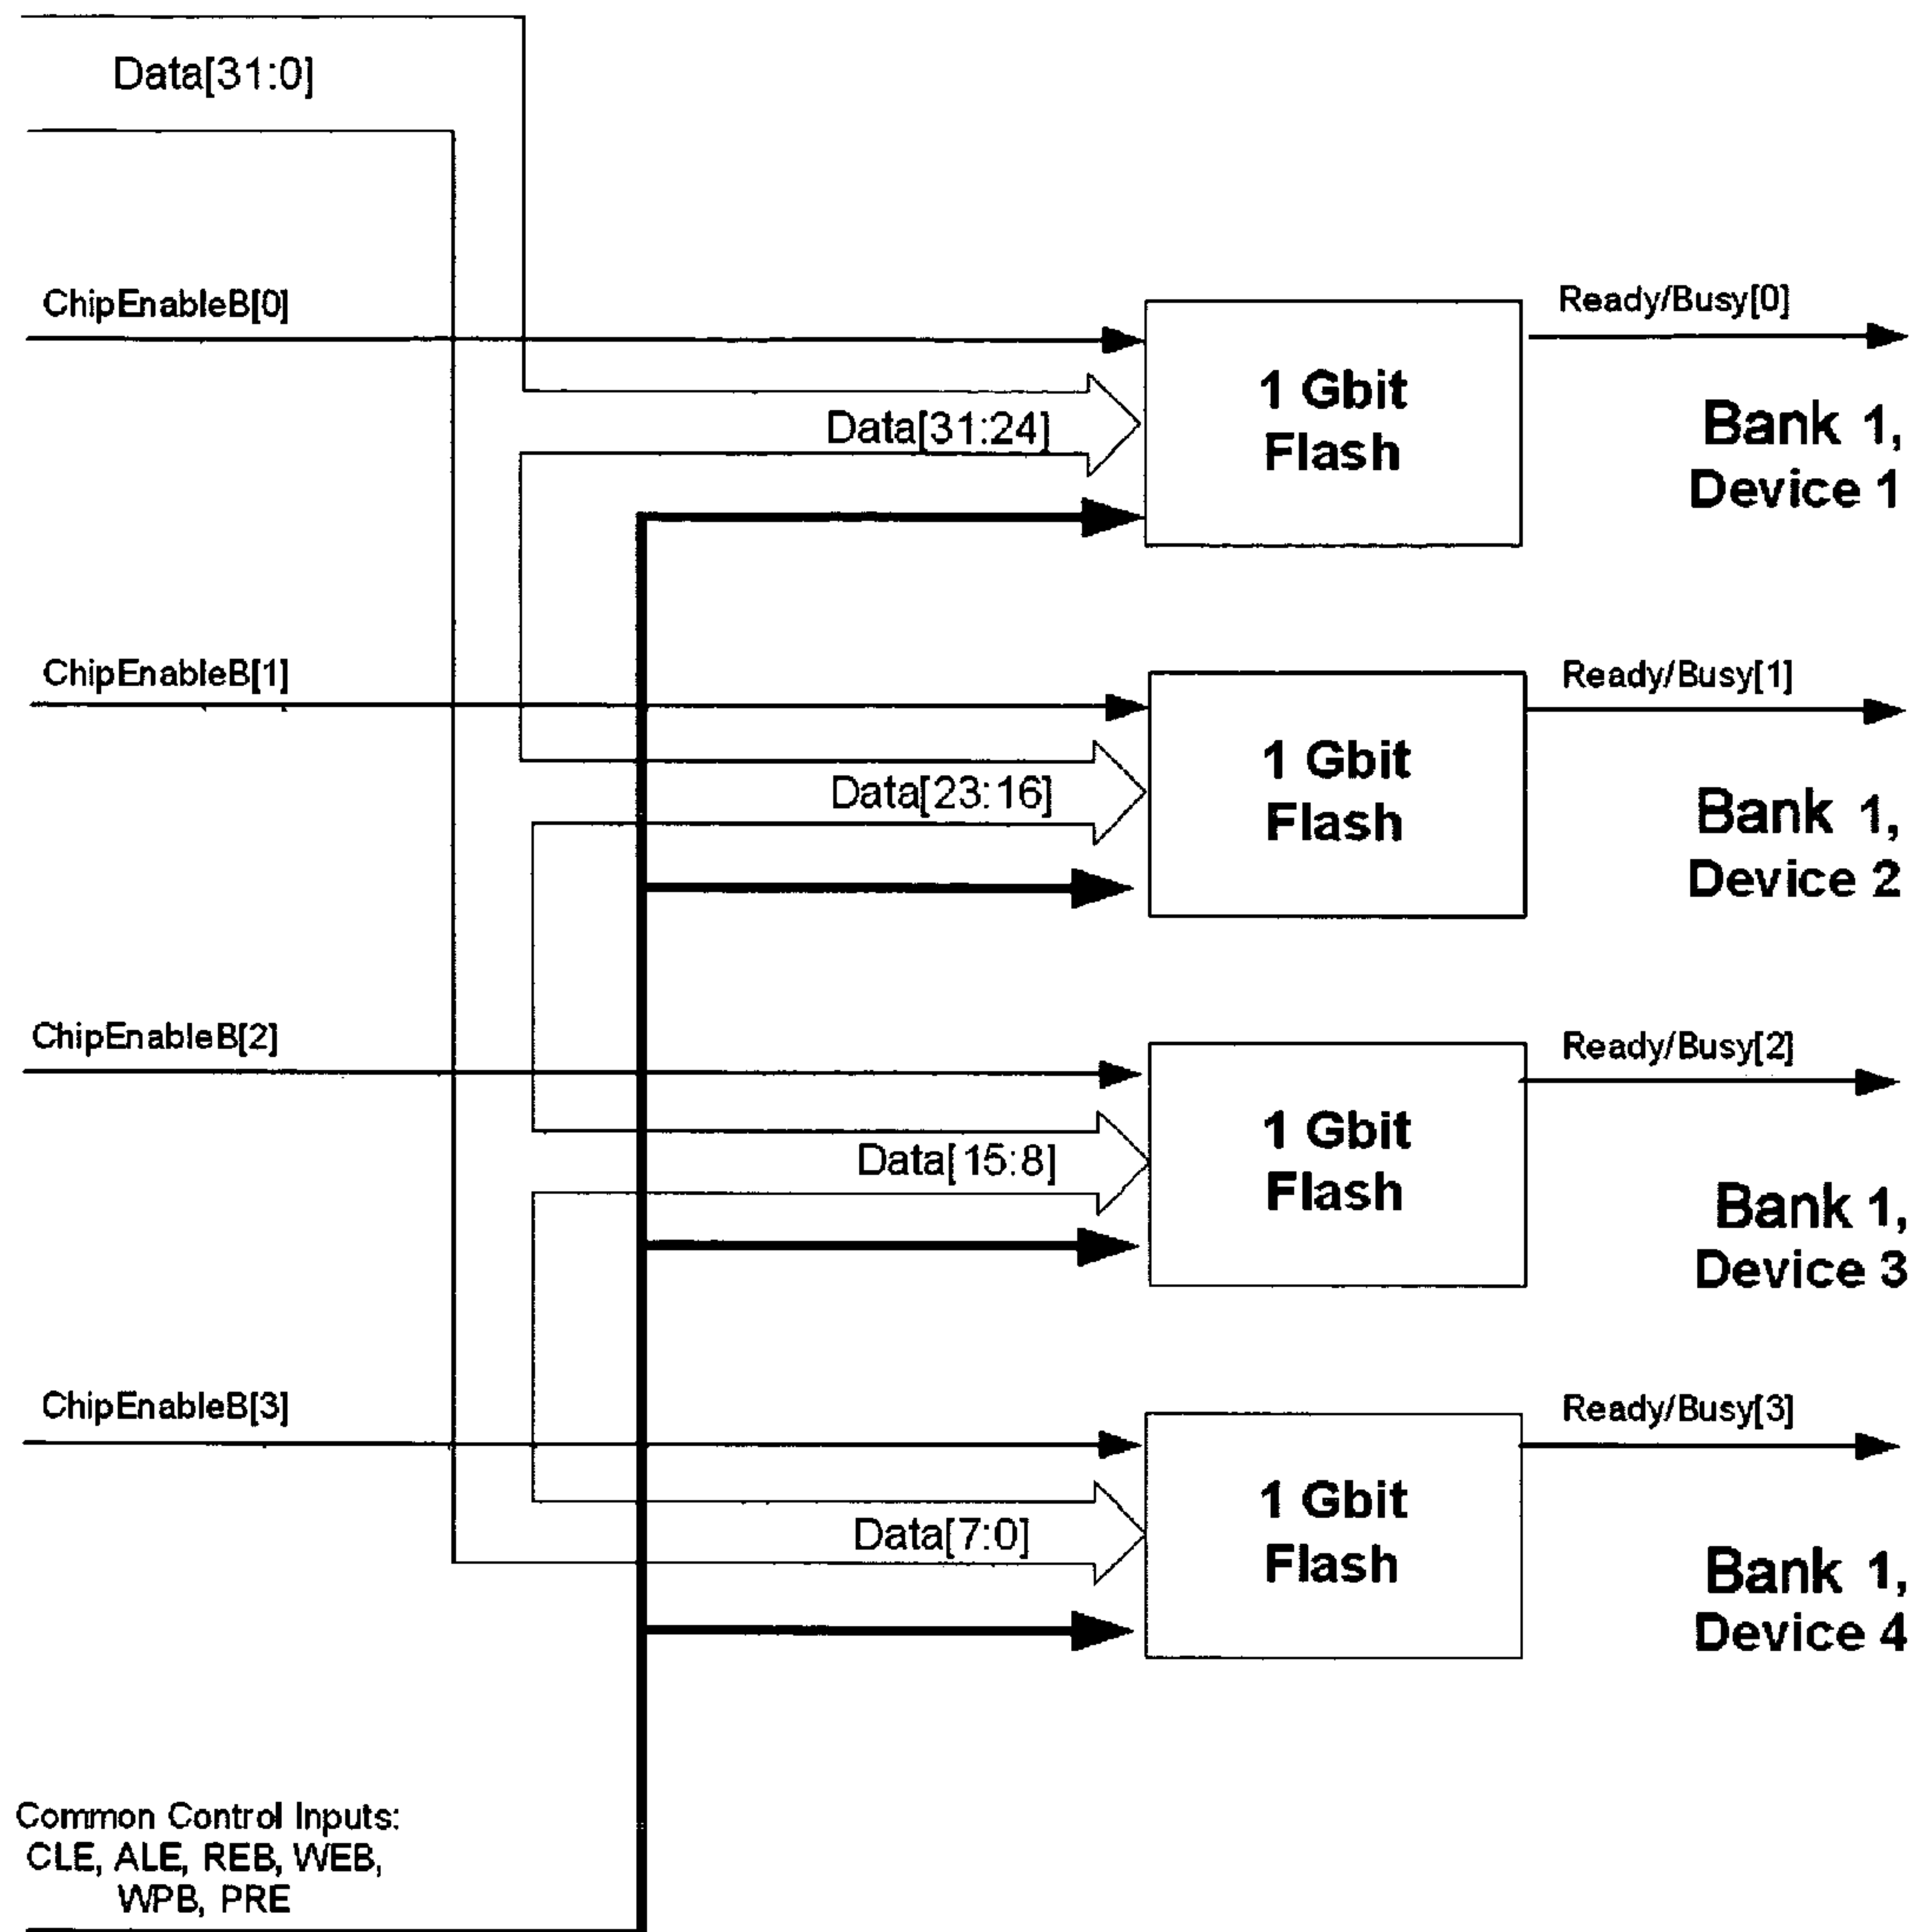 Data[31:0]
ChipEnableB[0]
Ready/Busy[0]
1 Gbit
Flash
Data[31:24]
Bank 1,
Device 1
ChipEnableB[1]
Ready/Busy[1]
1 Gbit
Flash
Data[23:16]
Bank 1,
Device 2
ChipEnableB[2]
Ready/Busy[2]
1 Gbit
Flash
Data[15:8]
Bank 1,
Device 3
ChipEnableB[3]
Ready/Busy[3]
1 Gbit
Flash
Data[7:0]
Bank 1,
Device 4
Common Control Inputs:
CLE, ALE, REB, WEB,
WPB, PRE